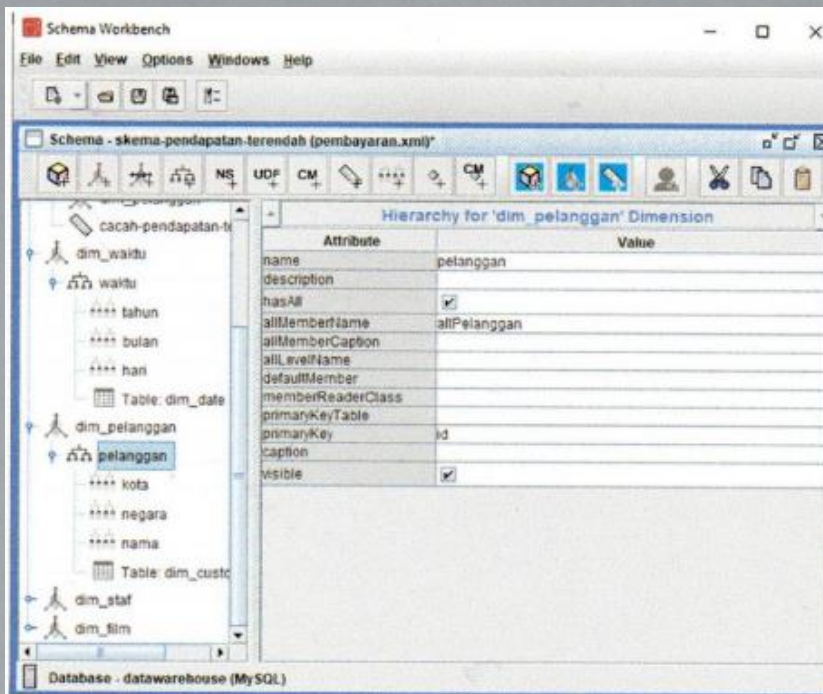 Schema Workbench
File Edit View Options Windows Help
Schema - skema-pendapatan-terendah (pembayaran.xml)*
NS UDF CM CM
dim_pelanggan
cacah-pendapatan-te
dim_waktu
waktu
tahun
bulan
hari
Table: dim_date
dim_pelanggan
pelanggan
kota
negara
nama
Table: dim_custo
dim_staf
dim_film
Hierarchy for 'dim_pelanggan' Dimension
Attribute Value
name pelanggan
description
hasAll
allMemberName allPelanggan
allMemberCaption
allLevelName
defaultMember
memberReaderClass
primaryKeyTable
primaryKey id
caption
visible
Database - datawarehouse (MySQL)